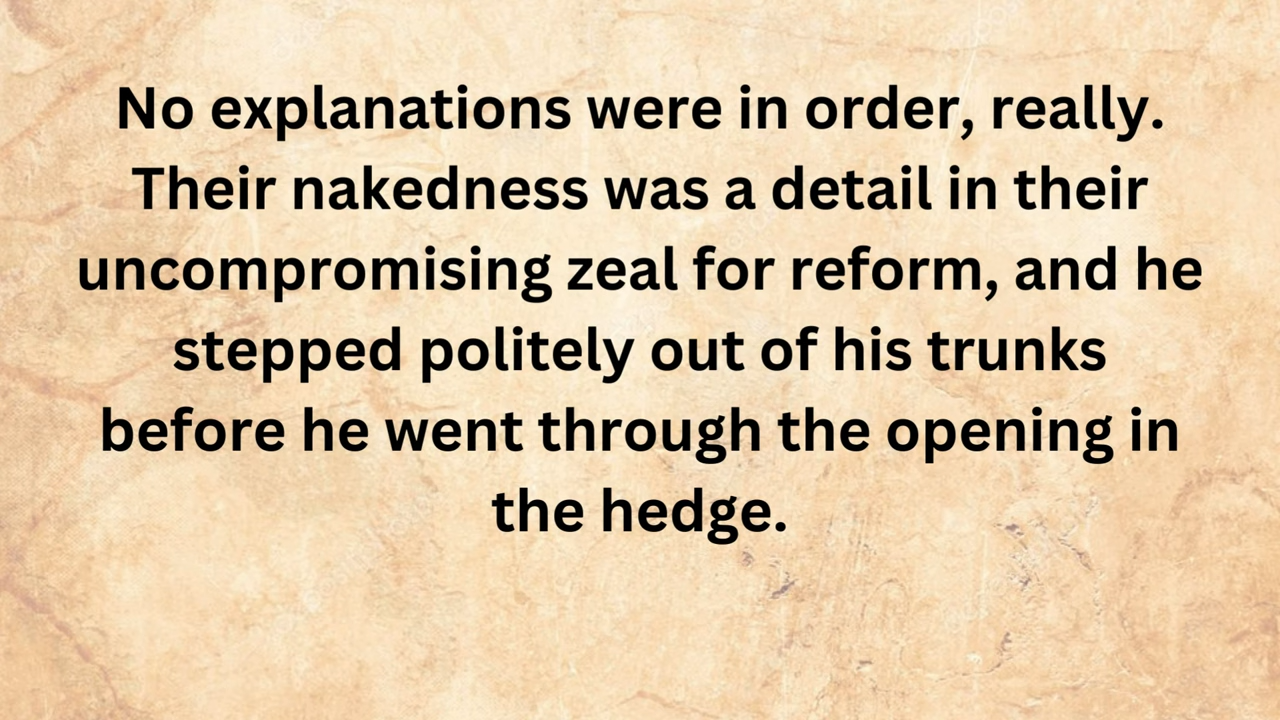 No explanations were in order, really.
Their nakedness was a detail in their
uncompromising zeal for reform, and he
stepped politely out of his trunks
before he went through the opening in
the hedge.